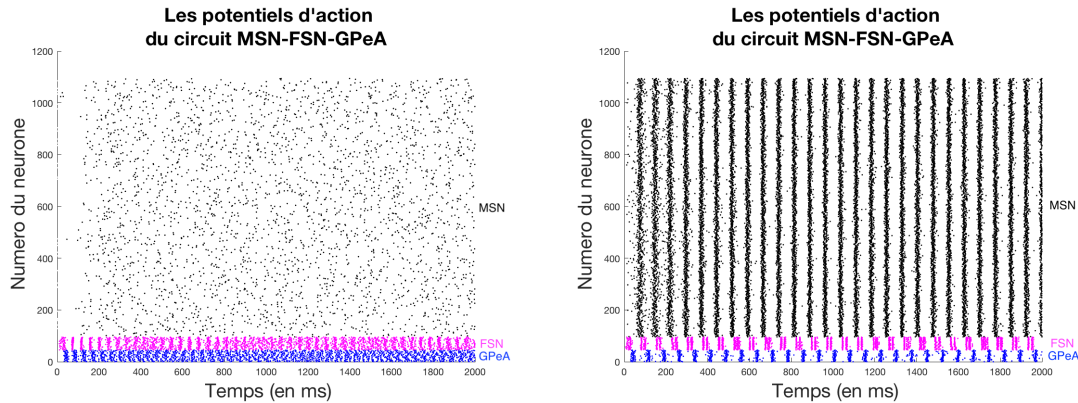 Les potentiels d'action
du circuit MSN-FSN-GPeA
1200
1000
800
600
400
200
0
Numero du neurone
0 200 400 600 800 1000 1200 1400 1600 1800 2000
Temps (en ms)
MSN
FSN
GPeA
Les potentiels d'action
du circuit MSN-FSN-GPeA
1200
1000
800
600
400
200
0
Numero du neurone
0 200 400 600 800 1000 1200 1400 1600 1800 2000
Temps (en ms)
MSN
FSN
GPeA